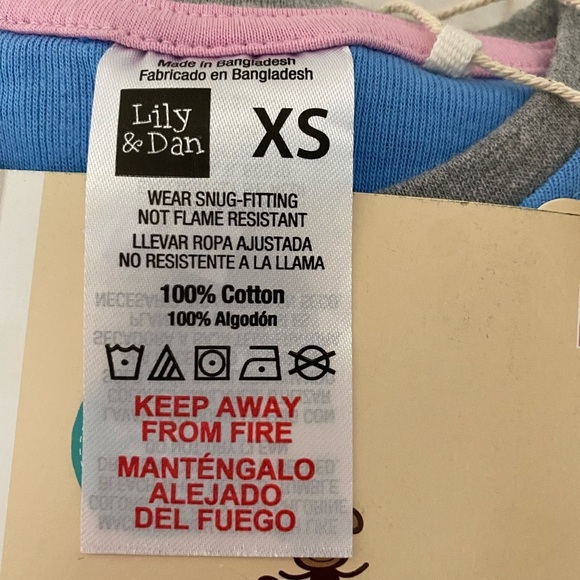 Made in Bangladesh
Fabricado en Bangladesh
Lily
& Dan
XS
WEAR SNUG-FITTING
NOT FLAME RESISTANT
LLEVAR ROPA AJUSTADA
NO RESISTENTE A LA LLAMA
100% Cotton
100% Algodón
KEEP AWAY
FROM FIRE
MANTÉNGALO
ALEJADO
DEL FUEGO